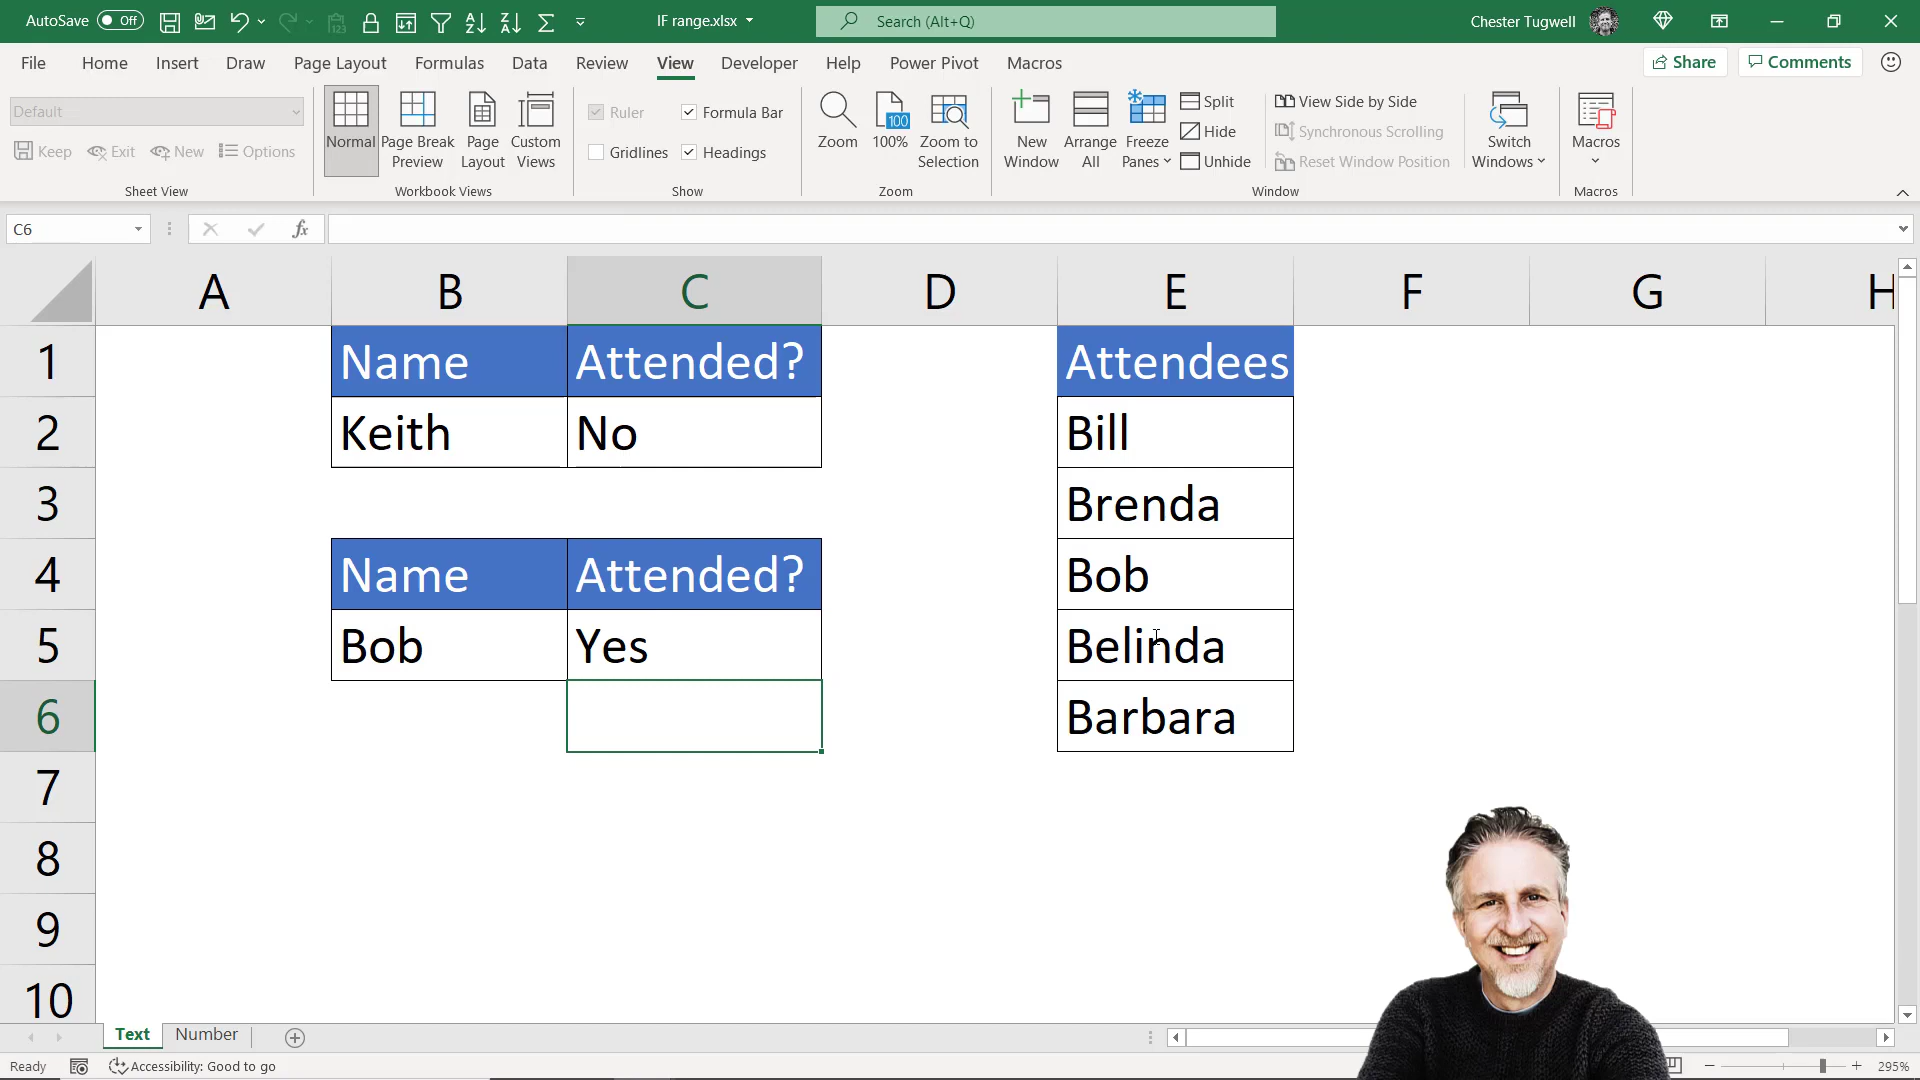 AutoSave Off IF range.xlsx Search (Alt+Q) Chester Tugwell
File Home Insert Draw Page Layout Formulas Data Review View Developer Help Power Pivot Macros Share Comments
Default
Keep Exit New Options
Sheet View
Normal
Page Break Preview
Page Layout
Custom Views
Workbook Views
Ruler Formula Bar
Gridlines Headings
Show
Zoom
100
100%
Zoom to Selection
Zoom
New Window
Arrange All
Freeze Panes
Split
Hide
Unhide
View Side by Side
Synchronous Scrolling
Reset Window Position
Window
Switch Windows
Macros
Macros
C6 fx
A B C D E F G H
1 Name Attended? Attendees
2 Keith No Bill
3 Brenda
4 Name Attended? Bob
5 Bob Yes Belinda
6 Barbara
7
8
9
10
Text Number
Ready Accessibility: Good to go 295%